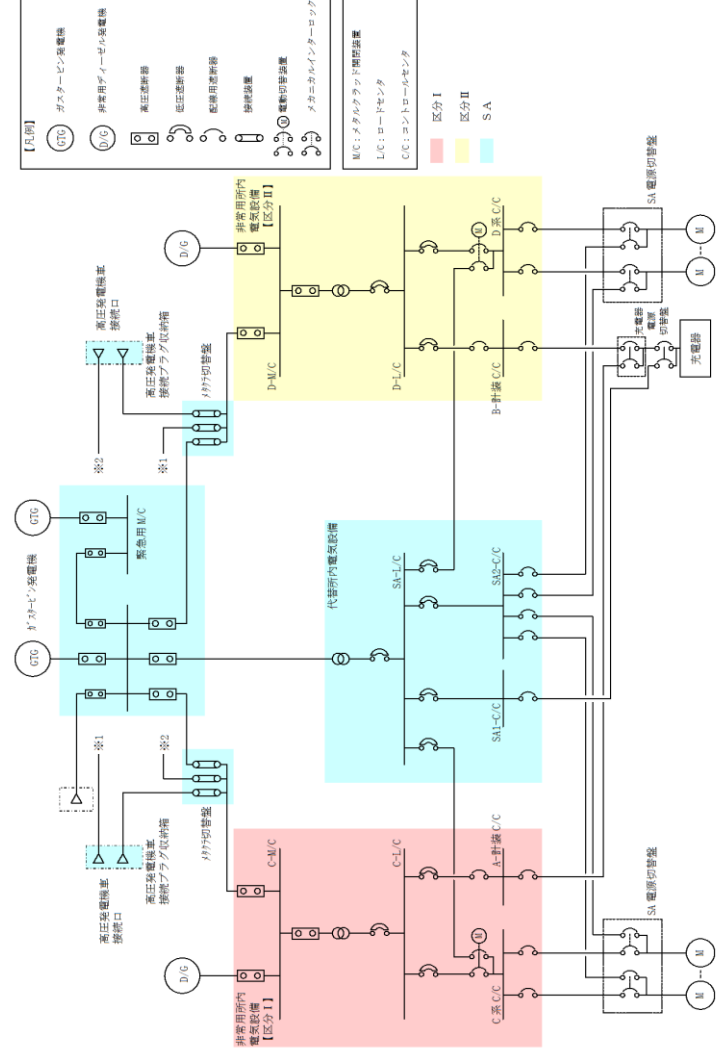 【凡例】
GTG
ガスタービン発電機
D/G
非常用ディーゼル発電機
高圧遮断器
低圧遮断器
配線用遮断器
接続装置
M
電動切替装置
メカニカルインターロック
M/C：メタルクラッド開閉装置
L/C：ロードセンタ
C/C：コントロールセンタ
区分Ⅰ
区分Ⅱ
SA
GTG
GTG
ガスタービン発電機
緊急用 M/C
高圧発電機車
接続口
高圧発電機車
接続プラグ収納箱
※1
※2
メタクラ切替盤
高圧発電機車
接続口
高圧発電機車
接続プラグ収納箱
※2
※1
メタクラ切替盤
D/G
非常用所内
電気設備
【区分Ⅰ】
C-M/C
C-L/C
M
C系 C/C
A-計装 C/C
代替所内電気設備
SA-L/C
SA1-C/C
SA2-C/C
D/G
非常用所内
電気設備
【区分Ⅱ】
D-M/C
D-L/C
M
B-計装 C/C
D系 C/C
SA 電源切替盤
M
M
充電器
電源
切替盤
充電器
SA 電源切替盤
M
M